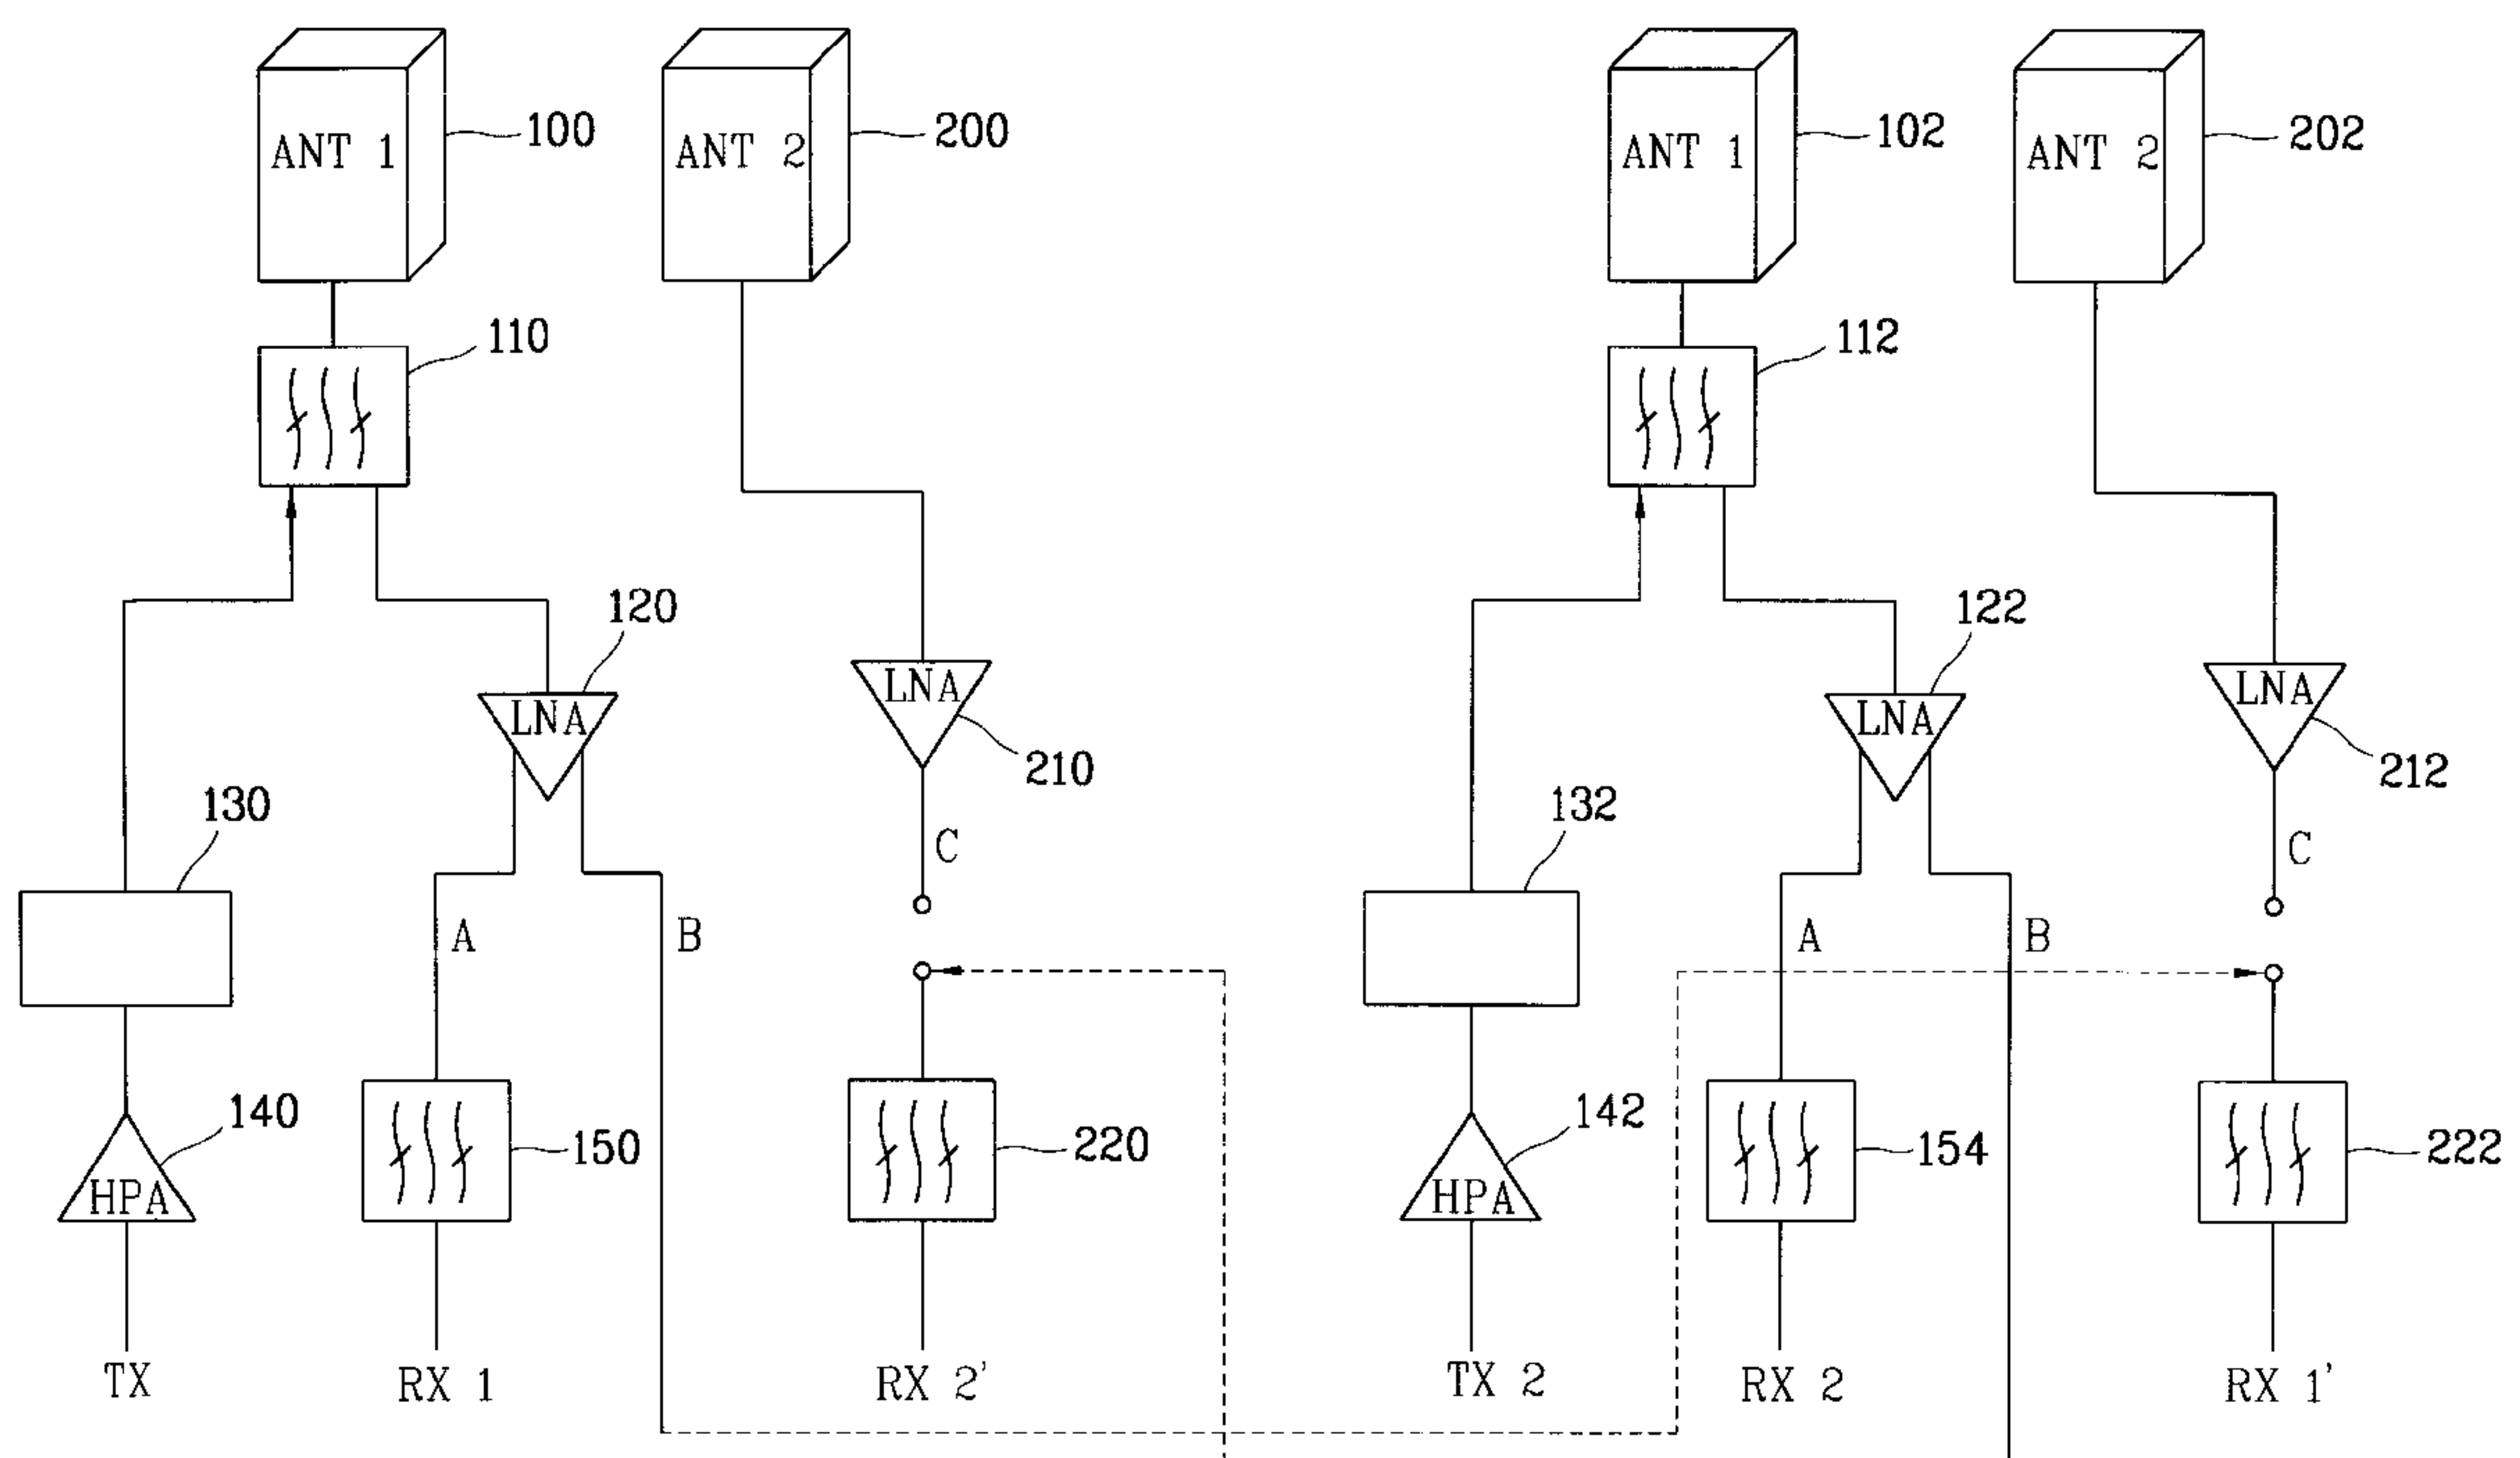 ANT 1
100
ANT 2
200
ANT 1
102
ANT 2
202
110
112
120
122
LNA
LNA
LNA
LNA
210
212
130
132
C
C
A
B
A
B
140
150
220
142
154
222
HPA
HPA
TX
RX 1
RX 2'
TX 2
RX 2
RX 1'